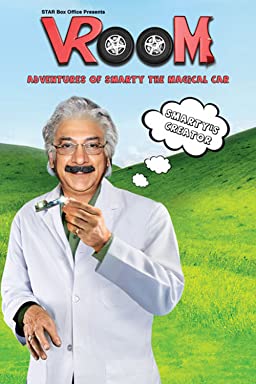 STAR Box Office Presents
VROOM
ADVENTURES OF SMARTY THE MAGICAL CAR
SMARTY'S
CREATOR